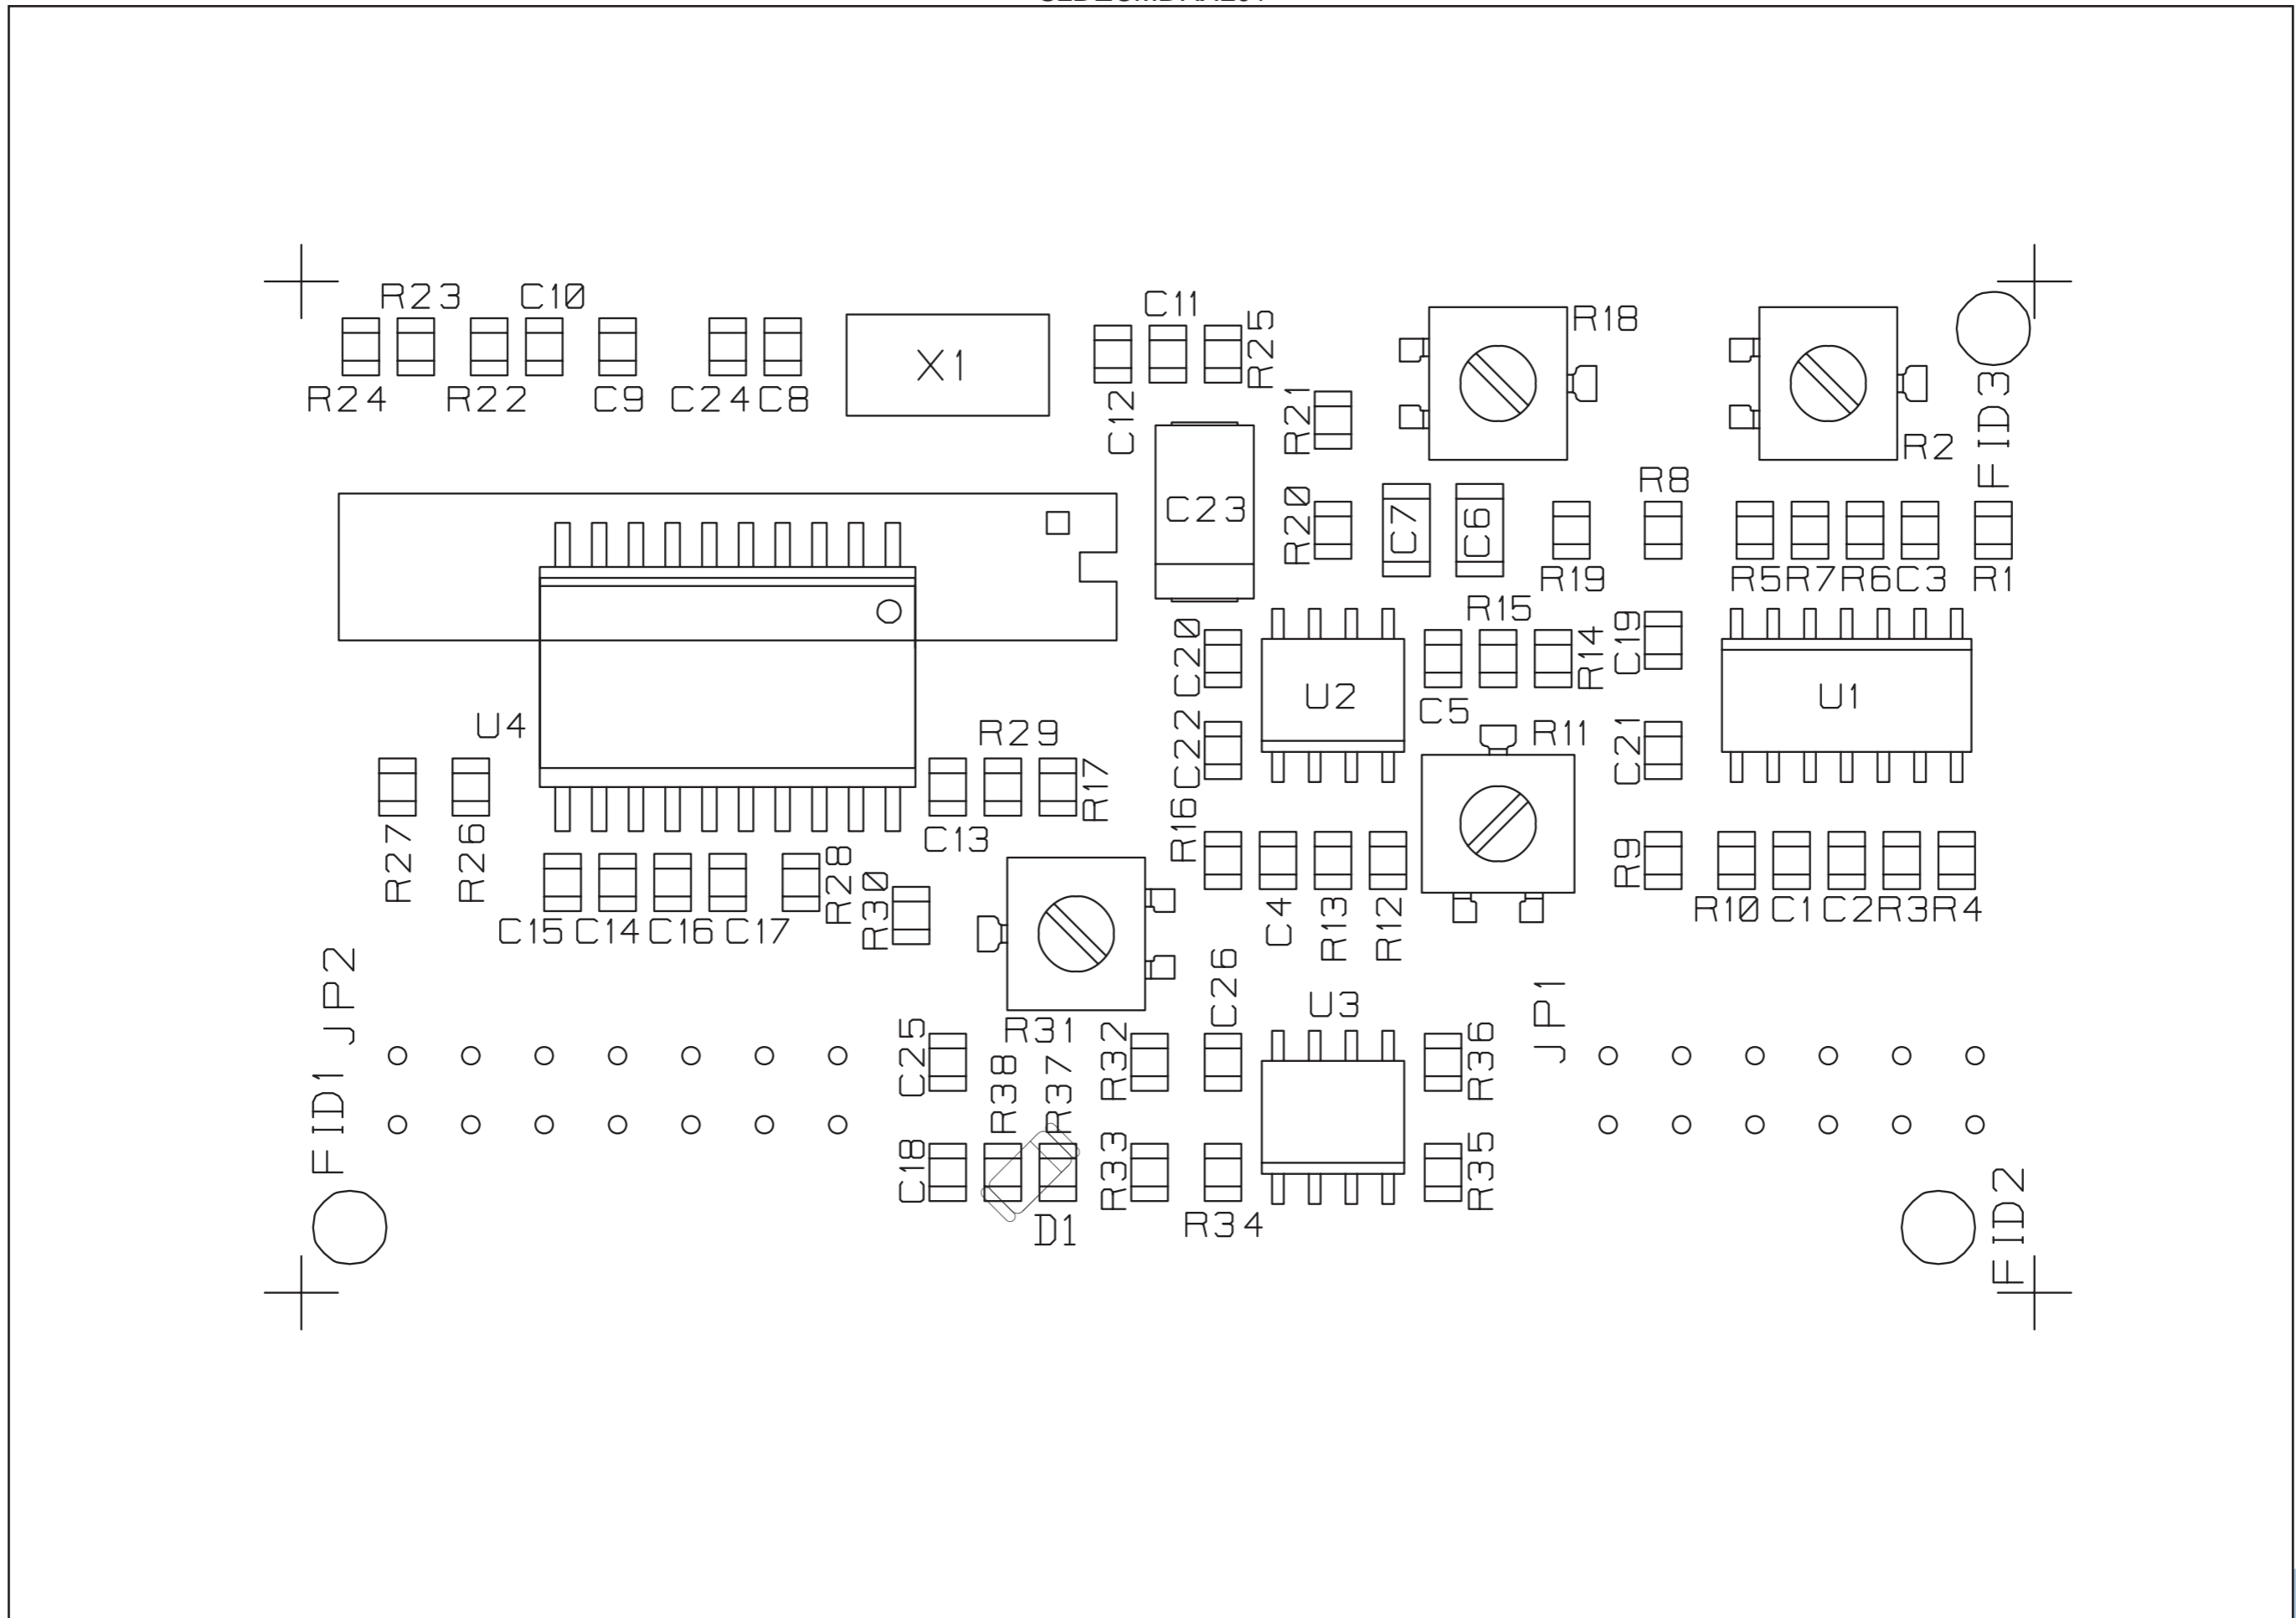 R23 C10 C11 R18
X1 R25
R24 R22 C9 C24 C8 C12 R21 R2 FID3
C23 R20 C7 C6 R8
R19 R5 R7 R6 C3 R1
R15
C20 U2 R14 C19 U1
C5
U4 R29 C22 R11 C21
R17
R27 R26 C13 R16 R9
R28 R30
C15 C14 C16 C17 C4 R13 R12 R10 C1 C2 R3 R4
JP2 C26 U3 JP1
R31
C25 R38 R37 R32 R36
FID1
C18 R33 R35
D1 R34 FID2